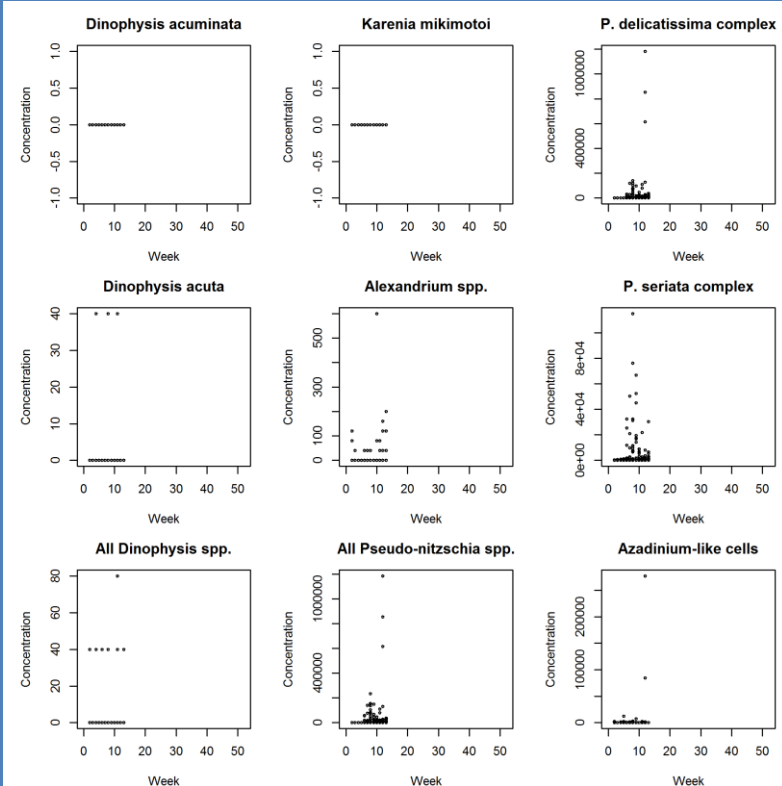 Dinophysis acuminata
Concentration
1.0
0.5
0.0
-0.5
-1.0
0 10 20 30 40 50
Week
Karenia mikimotoi
Concentration
1.0
0.5
0.0
-0.5
-1.0
0 10 20 30 40 50
Week
P. delicatissima complex
Concentration
1000000
400000
0
0 10 20 30 40 50
Week
Dinophysis acuta
Concentration
40
30
20
10
0
0 10 20 30 40 50
Week
Alexandrium spp.
Concentration
500
300
100
0
0 10 20 30 40 50
Week
P. seriata complex
Concentration
8e+04
4e+04
0e+00
0 10 20 30 40 50
Week
All Dinophysis spp.
Concentration
80
60
40
20
0
0 10 20 30 40 50
Week
All Pseudo-nitzschia spp.
Concentration
1000000
400000
0
0 10 20 30 40 50
Week
Azadinium-like cells
Concentration
200000
100000
0
0 10 20 30 40 50
Week